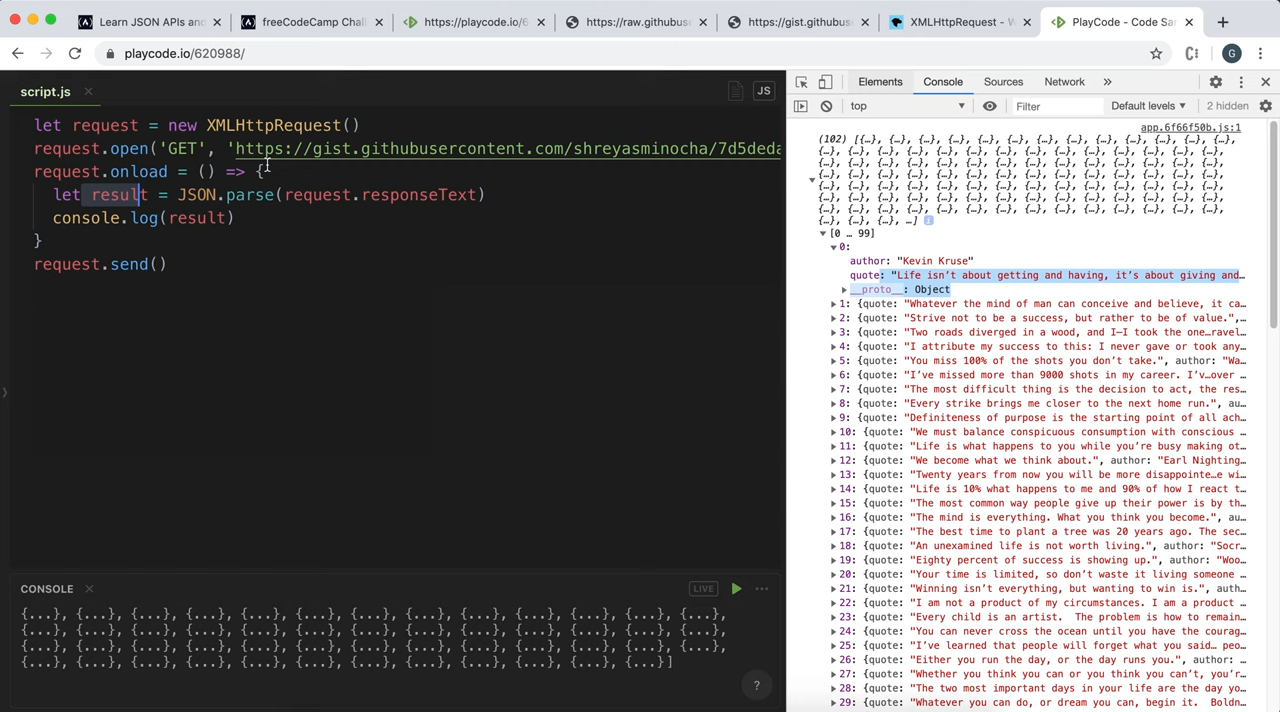 Learn JSON APIs and
freeCodeCamp Chall
https://playcode.io/6
https://raw.githubuse
https://gist.githubuse
XMLHttpRequest - W
PlayCode - Code Sa
playcode.io/620988/
G
script.js
JS
let request = new XMLHttpRequest()
request.open('GET', 'https://gist.githubusercontent.com/shreyasminocha/7d5deda
request.onload = () => {
let result = JSON.parse(request.responseText)
console.log(result)
}
request.send()
CONSOLE
LIVE
{...}, {...}, {...}, {...}, {...}, {...}, {...}, {...}, {...}, {...}, {...}, {...}, {...},
{...}, {...}, {...}, {...}, {...}, {...}, {...}, {...}, {...}, {...}, {...}, {...}, {...},
{...}, {...}, {...}, {...}, {...}, {...}, {...}, {...}, {...}, {...}, {...}, {...}, {...},
{...}, {...}, {...}, {...}, {...}, {...}, {...}, {...}, {...}, {...}, {...}, {...}]
?
Elements Console Sources Network »
top Filter Default levels 2 hidden
app.6f66f50b.js:1
(102) [{…}, {…}, {…}, {…}, {…}, {…}, {…}, {…}, {…}, {…}, {…},
{…}, {…}, {…}, {…}, {…}, {…}, {…}, {…}, {…}, {…}, {…}, {…}, {…},
{…}, {…}, {…}, {…}, {…}, {…}, {…}, {…}, {…}, {…}, {…}, {…}, {…},
{…}, {…}, {…}, {…}, {…}, {…}, {…}, {…}, {…}, {…}, {…}, {…}, {…},
{…}, {…}, {…}, {…}, {…}, {…}, {…}, {…}, {…}, {…}, {…}, {…}, {…},
{…}, {…}, {…}, {…}, {…}, {…}, {…}, {…}, {…}, {…}, {…}, {…}, {…},
{…}, {…}, {…}, …] i
[0 … 99]
0:
author: "Kevin Kruse"
quote: "Life isn’t about getting and having, it’s about giving and…
__proto__: Object
1: {quote: "Whatever the mind of man can conceive and believe, it ca…
2: {quote: "Strive not to be a success, but rather to be of value.",…
3: {quote: "Two roads diverged in a wood, and I—I took the one…ravel…
4: {quote: "I attribute my success to this: I never gave or took any…
5: {quote: "You miss 100% of the shots you don’t take.", author: "Wa…
6: {quote: "I’ve missed more than 9000 shots in my career. I’v…over …
7: {quote: "The most difficult thing is the decision to act, the res…
8: {quote: "Every strike brings me closer to the next home run.", au…
9: {quote: "Definiteness of purpose is the starting point of all ach…
10: {quote: "We must balance conspicuous consumption with conscious …
11: {quote: "Life is what happens to you while you’re busy making ot…
12: {quote: "We become what we think about.", author: "Earl Nighting…
13: {quote: "Twenty years from now you will be more disappointe…e wi…
14: {quote: "Life is 10% what happens to me and 90% of how I react t…
15: {quote: "The most common way people give up their power is by th…
16: {quote: "The mind is everything. What you think you become.", au…
17: {quote: "The best time to plant a tree was 20 years ago. The sec…
18: {quote: "An unexamined life is not worth living.", author: "Socr…
19: {quote: "Eighty percent of success is showing up.", author: "Woo…
20: {quote: "Your time is limited, so don’t waste it living someone …
21: {quote: "Winning isn’t everything, but wanting to win is.", auth…
22: {quote: "I am not a product of my circumstances. I am a product …
23: {quote: "Every child is an artist.  The problem is how to remain…
24: {quote: "You can never cross the ocean until you have the courag…
25: {quote: "I’ve learned that people will forget what you said… peo…
26: {quote: "Either you run the day, or the day runs you.", author: …
27: {quote: "Whether you think you can or you think you can’t, you’r…
28: {quote: "The two most important days in your life are the day yo…
29: {quote: "Whatever you can do, or dream you can, begin it.  Boldn…